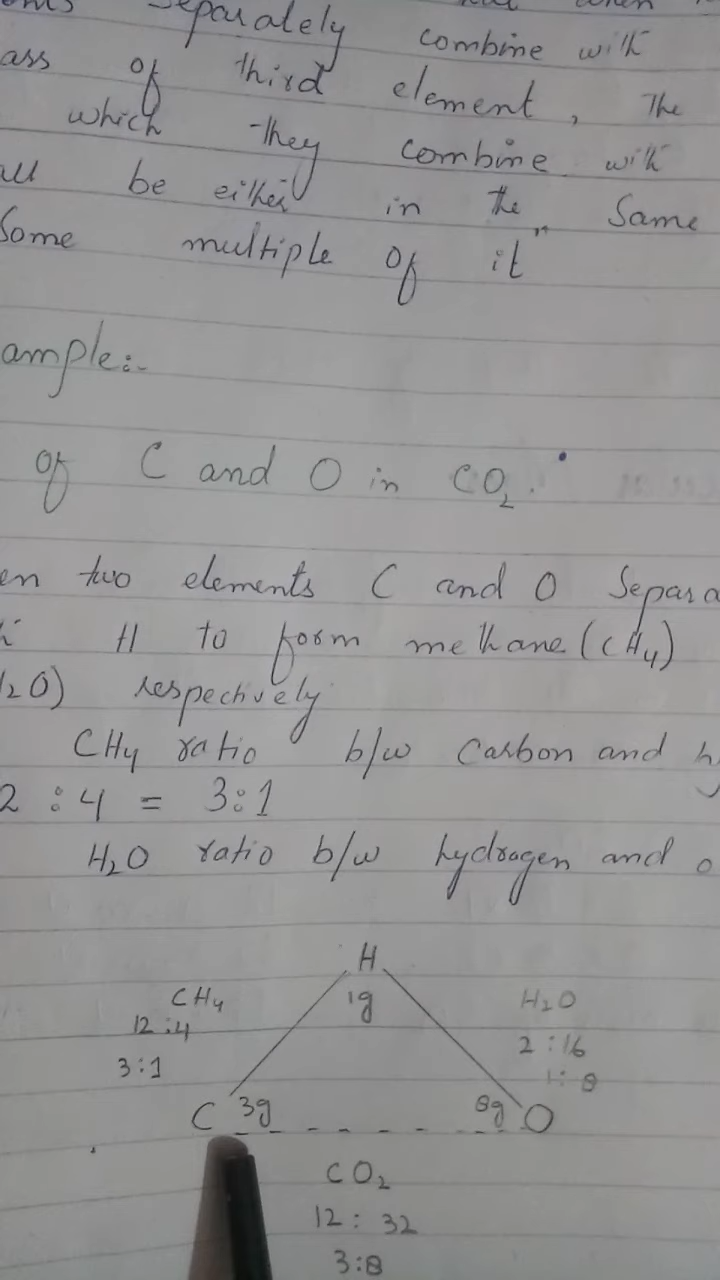 separately combine with
ass of third element, The
which they combine with
all be either in the same
some multiple of it"
ample:-
of C and O in CO2.
en two elements C and O Separa
H to form methane (CH4)
H2O) respectively
CH4 ratio b/w Carbon and h
2 : 4 = 3:1
H2O ratio b/w hydrogen and o
H
1g
CH4
12:4
3:1
H2O
2:16
1:8
C 3g
8g O
CO2
12: 32
3:8